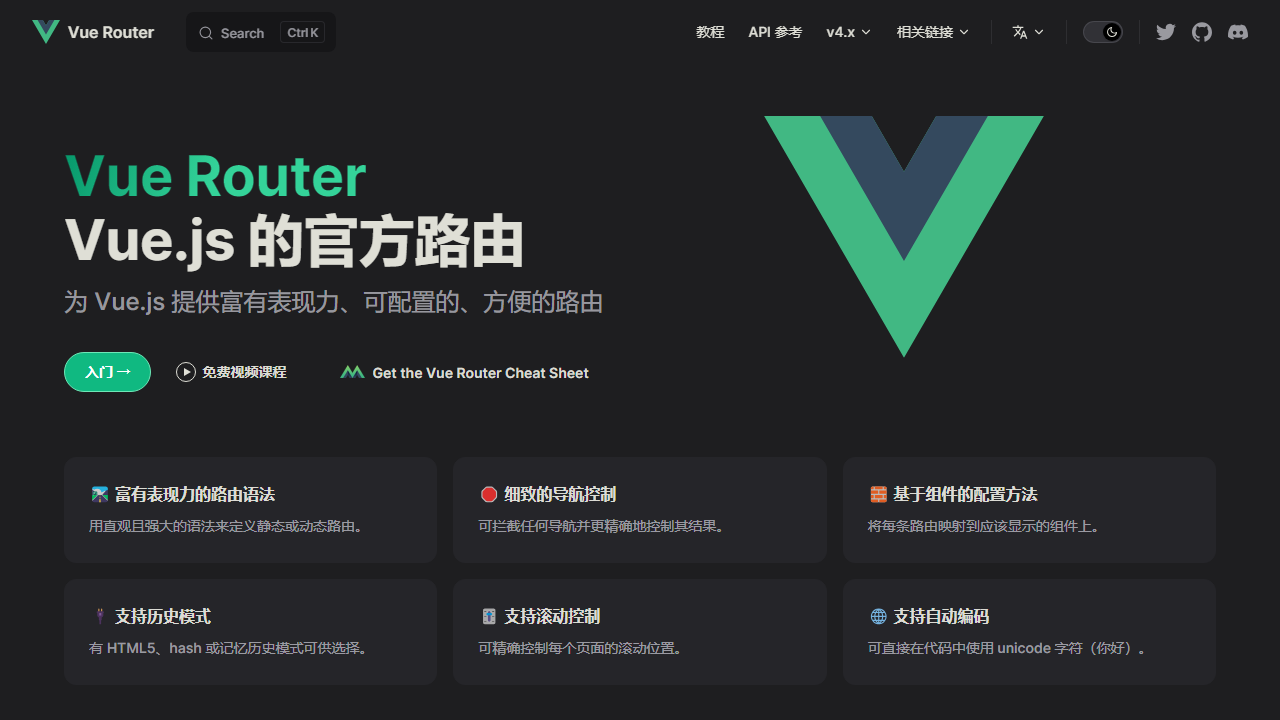 Vue Router
Search
Ctrl K
教程
API 参考
v4.x
相关链接
Vue Router
Vue.js 的官方路由
为 Vue.js 提供富有表现力、可配置的、方便的路由
入门 →
免费视频课程
Get the Vue Router Cheat Sheet
富有表现力的路由语法
用直观且强大的语法来定义静态或动态路由。
细致的导航控制
可拦截任何导航并更精确地控制其结果。
基于组件的配置方法
将每条路由映射到应该显示的组件上。
支持历史模式
有 HTML5、hash 或记忆历史模式可供选择。
支持滚动控制
可精确控制每个页面的滚动位置。
支持自动编码
可直接在代码中使用 unicode 字符（你好）。